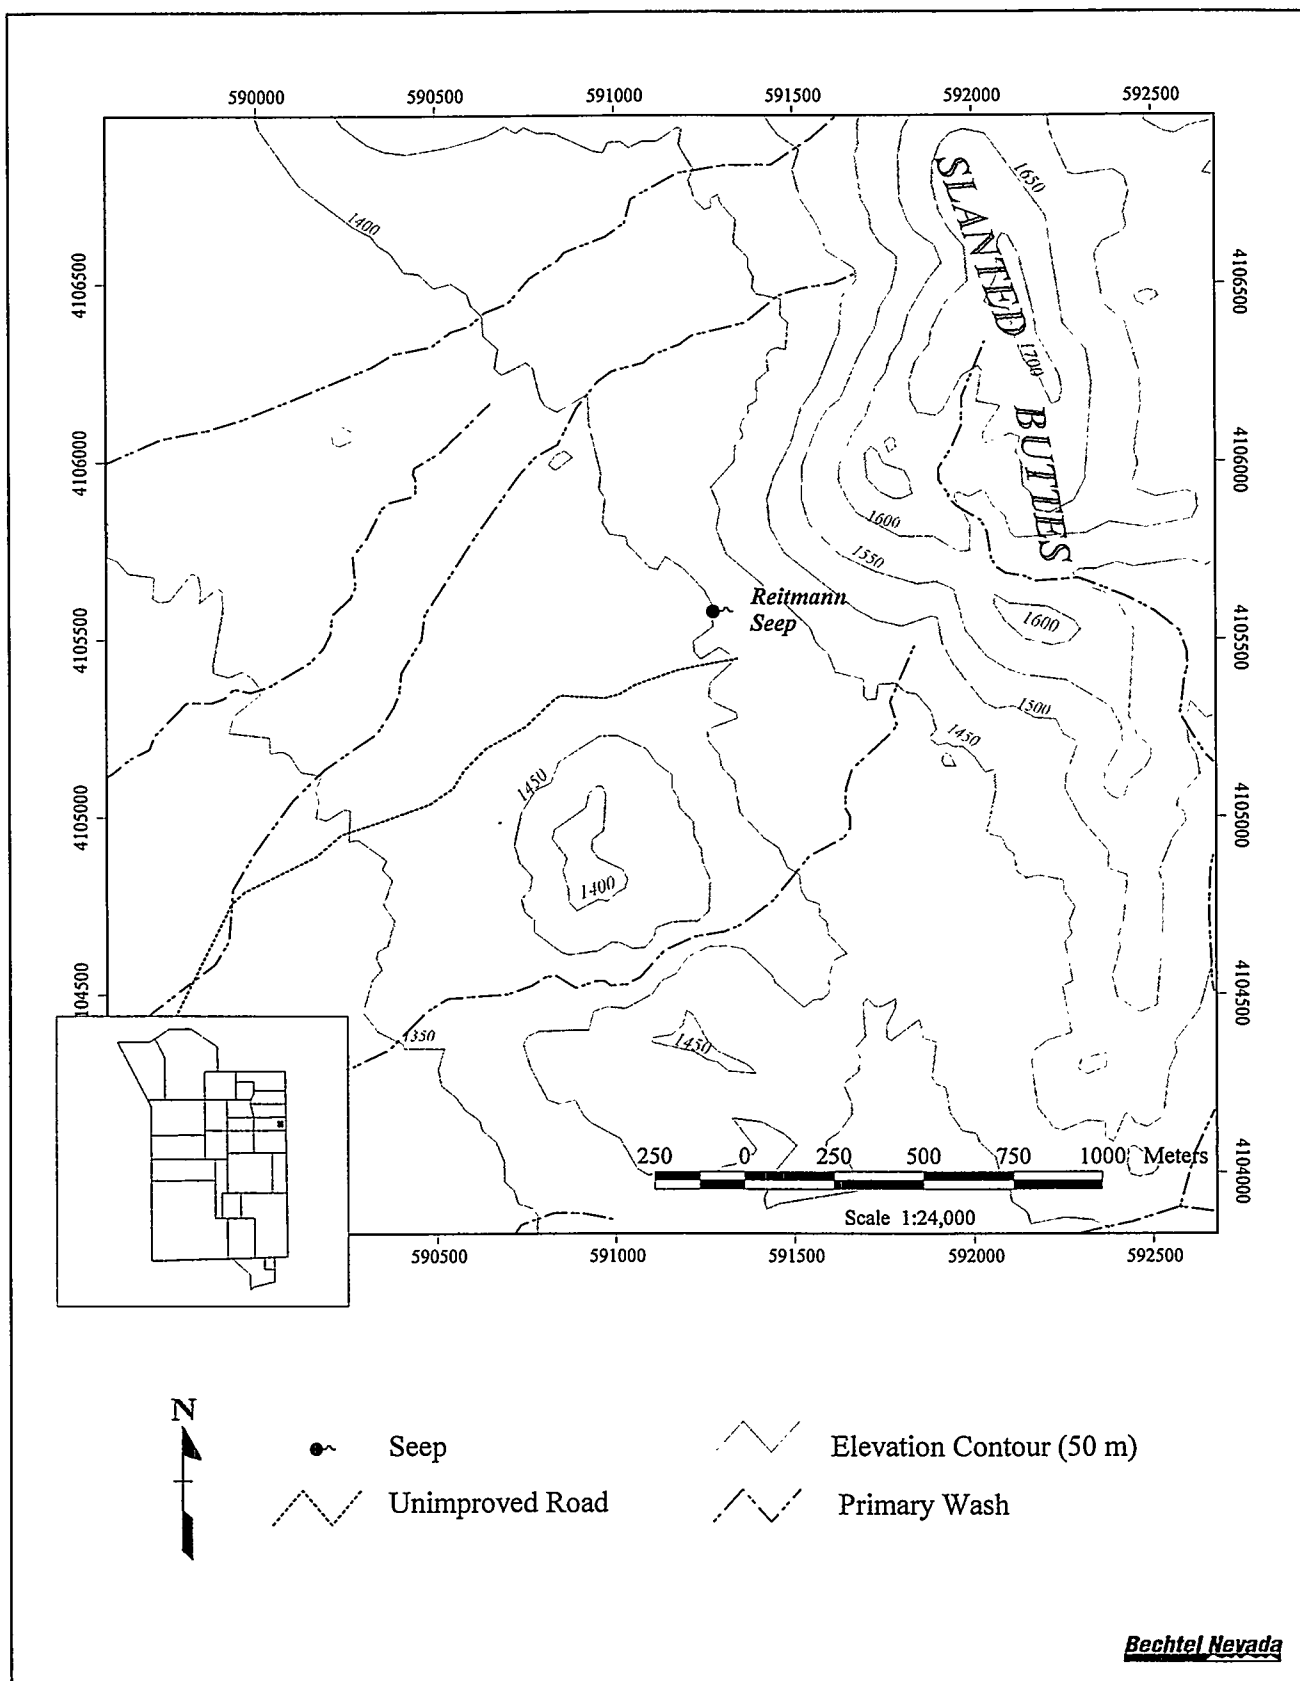 590000 590500 591000 591500 592000 592500
4106500
4106000
4105500
4105000
4104500
1400
1650
SLANTED
1700
BUTTES
1600
1550
Reitmann
Seep
1600
1500
1450
1450
1400
1350
1450
4106500
4106000
4105500
4105000
4104500
4104000
250 0 250 500 750 1000 Meters
Scale 1:24,000
590500 591000 591500 592000 592500
N
Seep
Elevation Contour (50 m)
Unimproved Road
Primary Wash
Bechtel Nevada